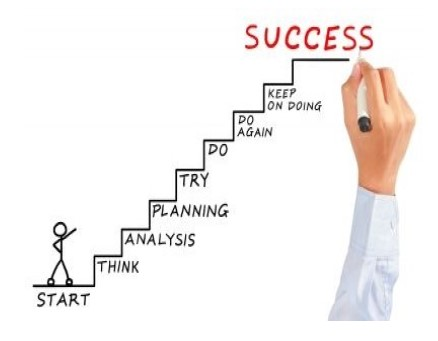 SUCCESS
KEEP
ON DOING
DO
AGAIN
DO
TRY
PLANNING
ANALYSIS
THINK
START